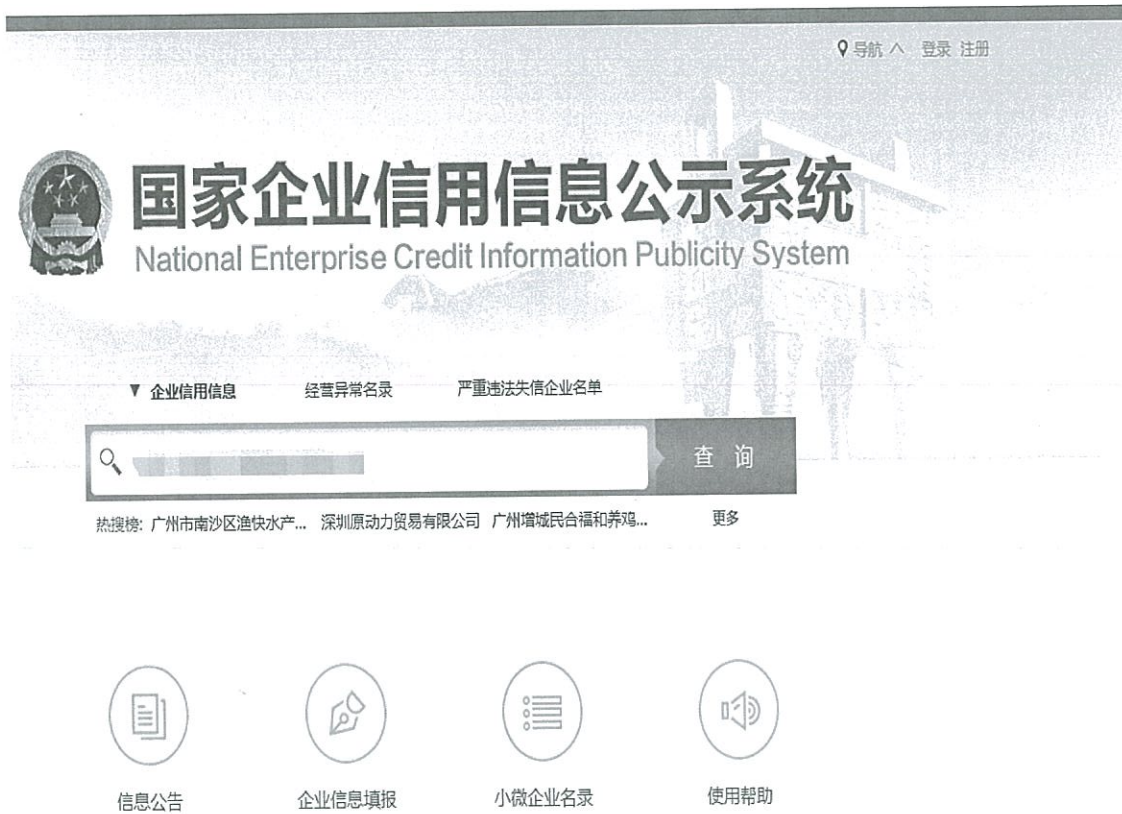 导航 へ 登录 注册
国家企业信用信息公示系统
National Enterprise Credit Information Publicity System
▼ 企业信用信息 经营异常名录 严重违法失信企业名单
查 询
热搜榜: 广州市南沙区渔快水产... 深圳原动力贸易有限公司 广州增城民合福和养鸡... 更多
信息公告 企业信息填报 小微企业名录 使用帮助